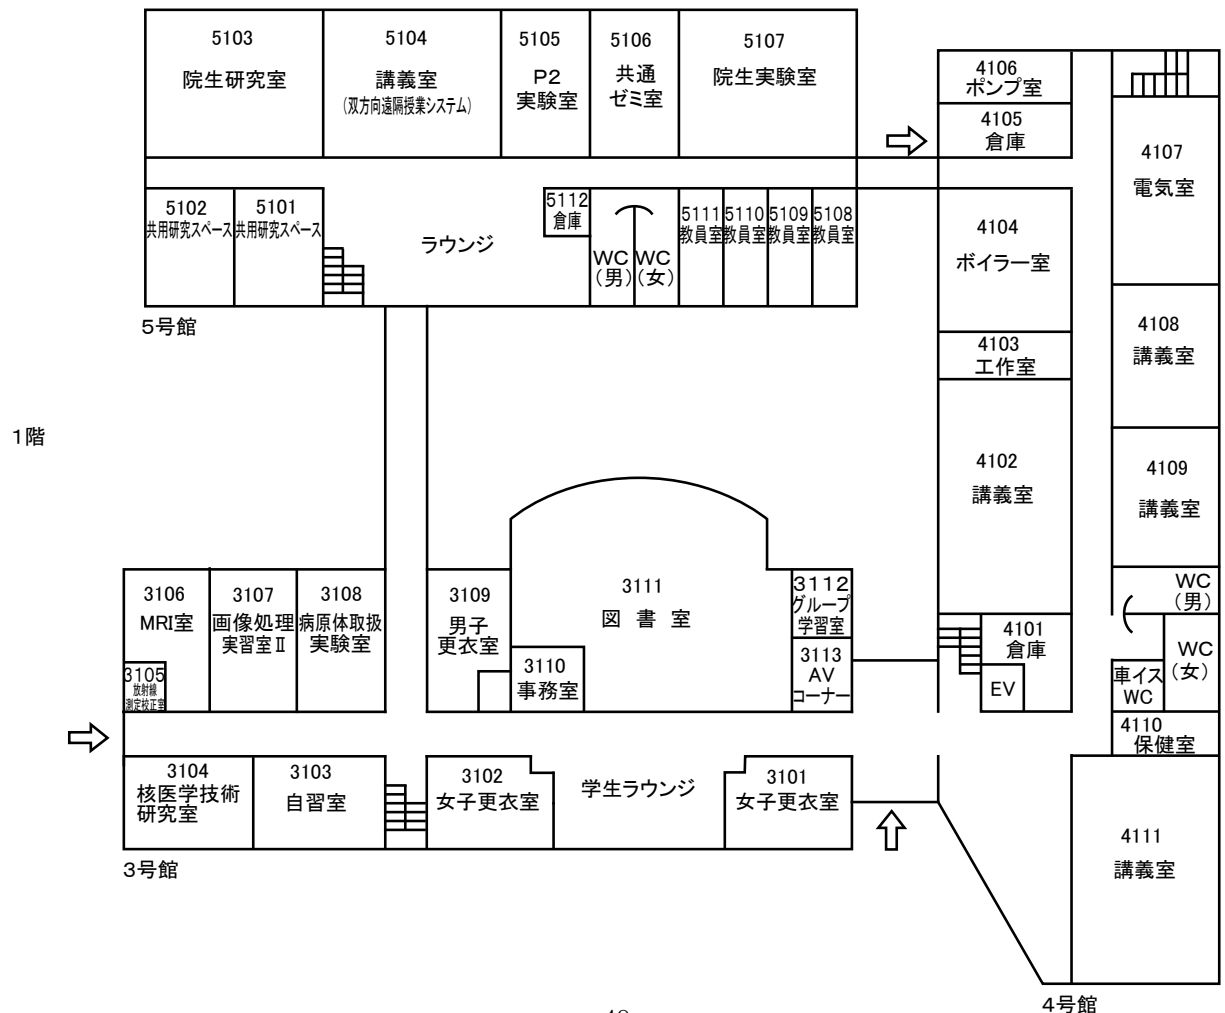 5103
院生研究室
5104
講義室
(双方向遠隔授業システム)
5105
P2
実験室
5106
共通
ゼミ室
5107
院生実験室
5102
共用研究スペース
5101
共用研究スペース
ラウンジ
5112
倉庫
WC
(男)
WC
(女)
5111
教員室
5110
教員室
5109
教員室
5108
教員室
5号館
4106
ポンプ室
4105
倉庫
4107
電気室
4104
ボイラー室
4103
工作室
4108
講義室
4102
講義室
4109
講義室
1階
3106
MRI室
3105
放射線
測定校正室
3107
画像処理
実習室Ⅱ
3108
病原体取扱
実験室
3109
男子
更衣室
3110
事務室
3111
図書室
3112
グループ
学習室
3113
AV
コーナー
4101
倉庫
EV
WC
(男)
WC
(女)
車イス
WC
4110
保健室
3104
核医学技術
研究室
3103
自習室
3102
女子更衣室
学生ラウンジ
3101
女子更衣室
4111
講義室
3号館
4号館